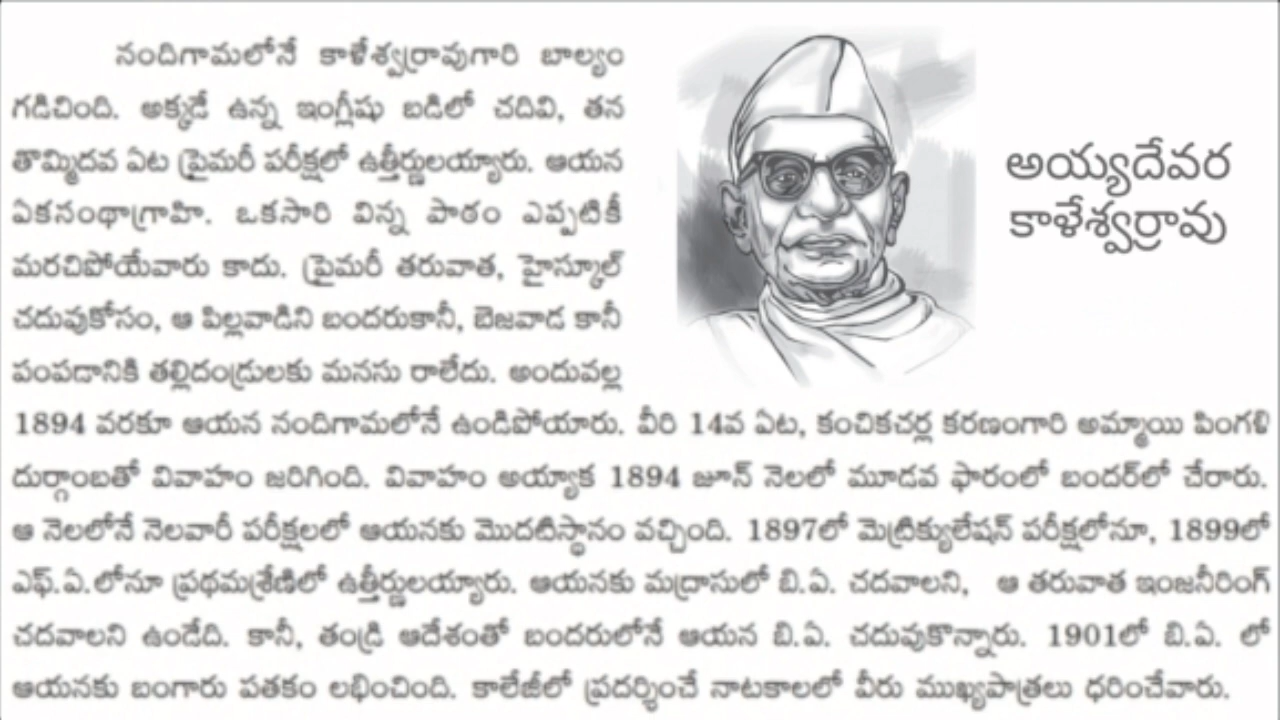 నందిగామలోనే కాళేశ్వర్రావుగారి బాల్యం
గడిచింది. అక్కడే ఉన్న ఇంగ్లీషు బడిలో చదివి, తన
తొమ్మిదవ ఏట ప్రైమరీ పరీక్షలో ఉత్తీర్ణులయ్యారు. ఆయన
ఏకసంథాగ్రాహి. ఒకసారి విన్న పాఠం ఎప్పటికీ
మరచిపోయేవారు కాదు. ప్రైమరీ తరువాత, హైస్కూల్
చదువుకోసం, ఆ పిల్లవాడిని బందరుకానీ, బెజవాడ కానీ
పంపడానికి తల్లిదండ్రులకు మనసు రాలేదు. అందువల్ల
అయ్యదేవర
కాళేశ్వర్రావు
1894 వరకూ ఆయన నందిగామలోనే ఉండిపోయారు. వీరి 14వ ఏట, కంచికచర్ల కరణంగారి అమ్మాయి పింగళి
దుర్గాంబతో వివాహం జరిగింది. వివాహం అయ్యాక 1894 జూన్ నెలలో మూడవ ఫారంలో బందర్‌లో చేరారు.
ఆ నెలలోనే నెలవారీ పరీక్షలలో ఆయనకు మొదటిస్థానం వచ్చింది. 1897లో మెట్రిక్యులేషన్ పరీక్షలోనూ, 1899లో
ఎఫ్.ఏ.లోనూ ప్రథమశ్రేణిలో ఉత్తీర్ణులయ్యారు. ఆయనకు మద్రాసులో బి.ఏ. చదవాలని, ఆ తరువాత ఇంజనీరింగ్
చదవాలని ఉండేది. కానీ, తండ్రి ఆదేశంతో బందరులోనే ఆయన బి.ఏ. చదువుకొన్నారు. 1901లో బి.ఏ. లో
ఆయనకు బంగారు పతకం లభించింది. కాలేజీలో ప్రదర్శించే నాటకాలలో వీరు ముఖ్యపాత్రలు ధరించేవారు.